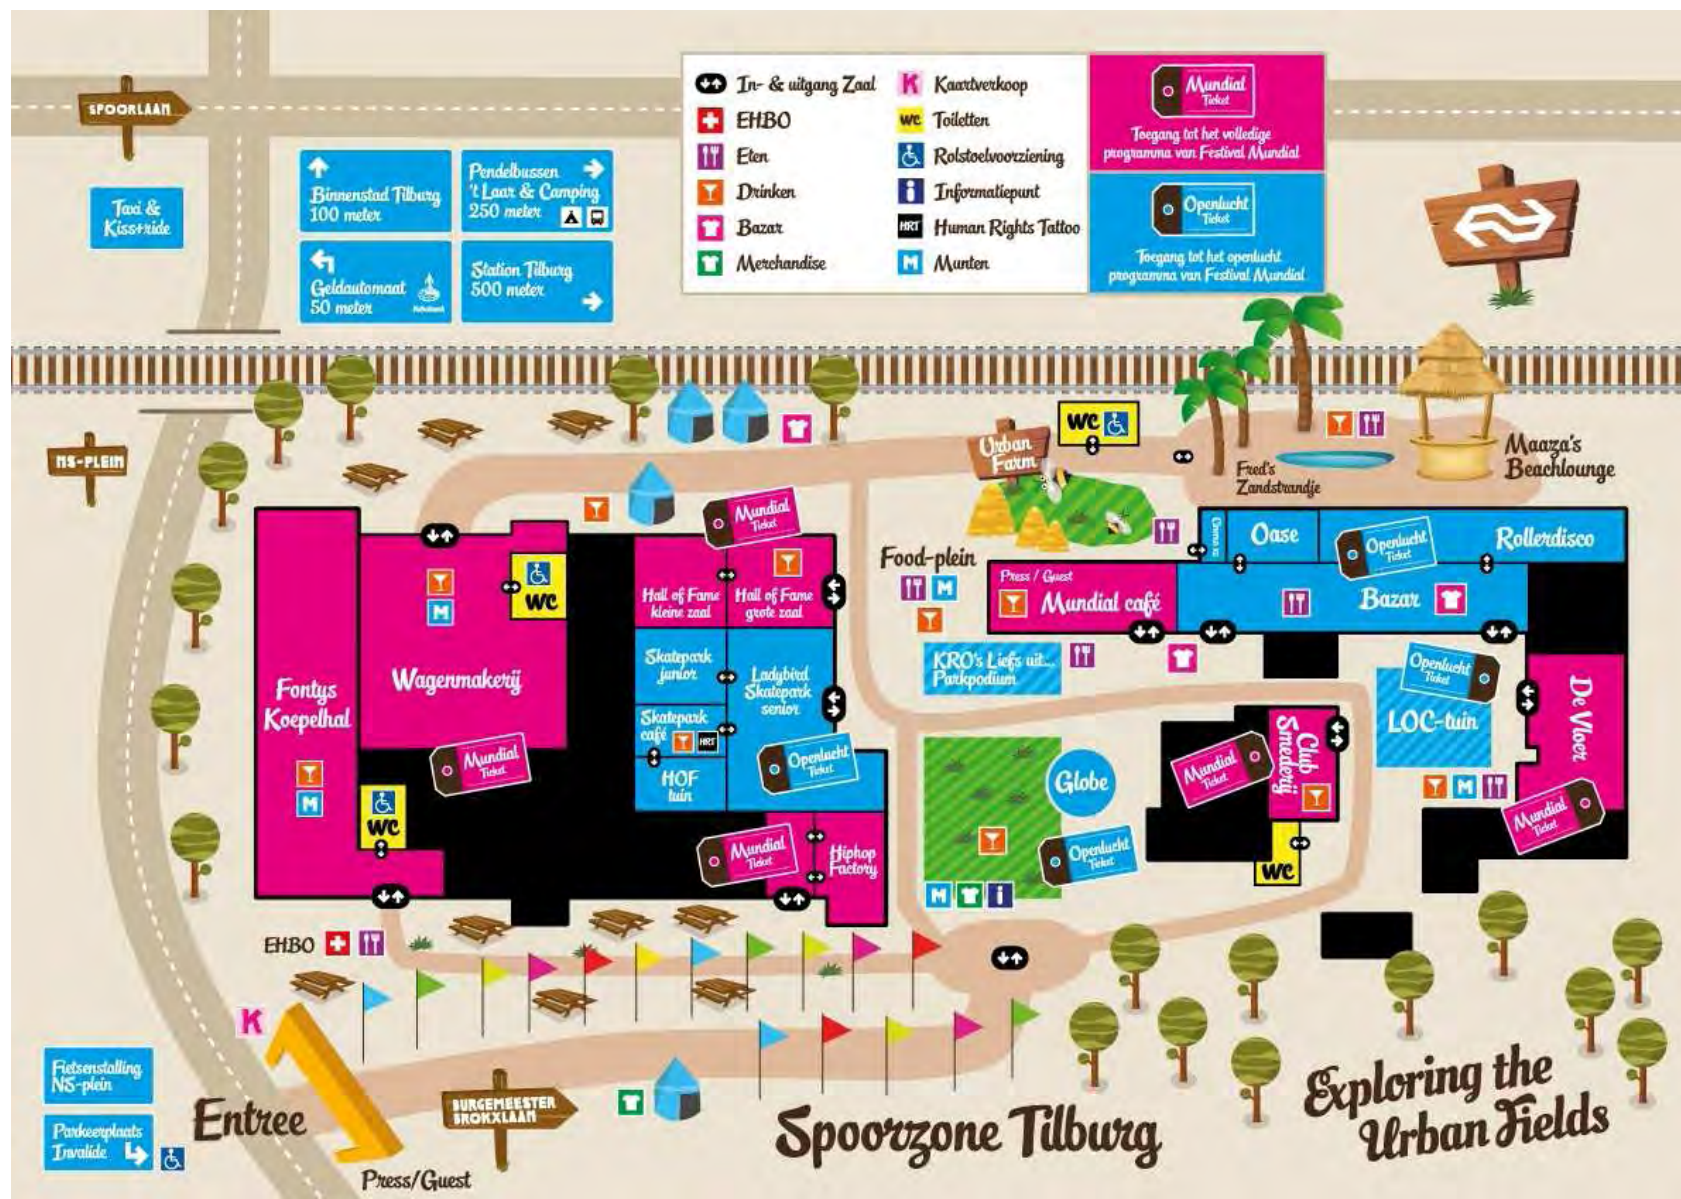 SPOORLAAN
Taxi &
Kiss+ride
Binnenstad Tilburg
100 meter
Pendelbussen
't Laar & Camping
250 meter
Geldautomaat
50 meter
Rabobank
Station Tilburg
500 meter
In- & uitgang Zaal
EHBO
Eten
Drinken
Bazar
Merchandise
K Kaartverkoop
WC Toiletten
Rolstoelvoorziening
i Informatiepunt
HRT Human Rights Tattoo
M Munten
Mundial
Ticket
Toegang tot het volledige
programma van Festival Mundial
Openlucht
Ticket
Toegang tot het openlucht
programma van Festival Mundial
NS-PLEIN
Urban
Farm
WC
Fred's
Zandstrandje
Maaza's
Beachlounge
Mundial
Ticket
WC
M
Wagenmakerij
Fontys
Koepelhal
M
WC
Mundial
Ticket
Hall of Fame
kleine zaal
Hall of Fame
grote zaal
Skatepark
junior
Ladybird
Skatepark
senior
Skatepark
café
HRT
HOF
tuin
Openlucht
Ticket
Mundial
Ticket
Hiphop
Factory
Food-plein
M
Press / Guest
Mundial café
Oase
Openlucht
Ticket
Rollerdisco
Bazar
KRO's Liefs uit...
Parkpodium
Globe
Openlucht
Ticket
M
i
Mundial
Ticket
Club
Smederij
WC
Openlucht
Ticket
LOC-tuin
M
De Vloer
Mundial
Ticket
EHBO
K
Fietsenstalling
NS-plein
Parkeerplaats
Invalide
Entree
Press/Guest
BURGEMEESTER
BROKXLAAN
Spoorzone Tilburg
Exploring the
Urban Fields